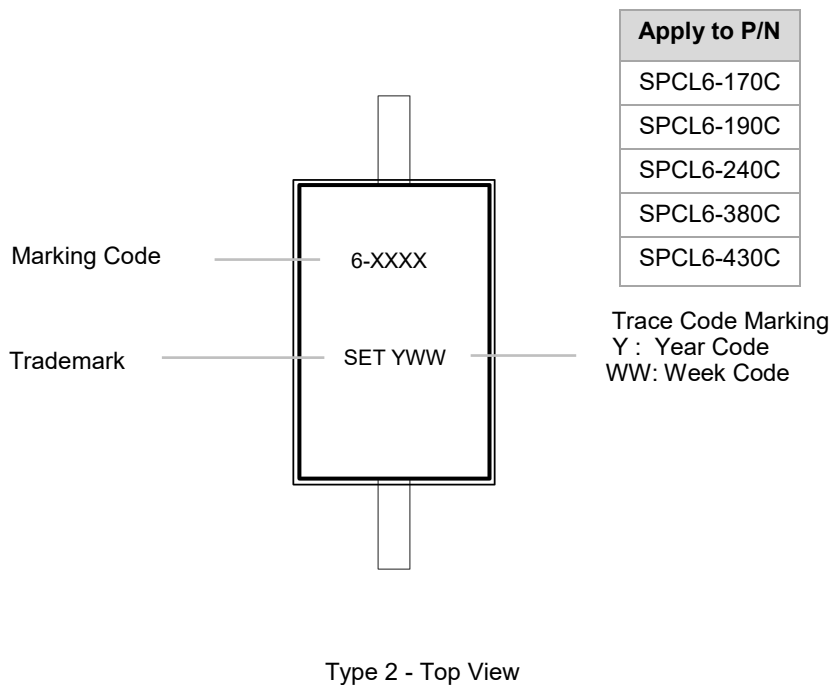 Apply to P/N
SPCL6-170C
SPCL6-190C
SPCL6-240C
SPCL6-380C
SPCL6-430C
Marking Code
6-XXXX
Trademark
SET YWW
Trace Code Marking
Y : Year Code
WW: Week Code
Type 2 - Top View